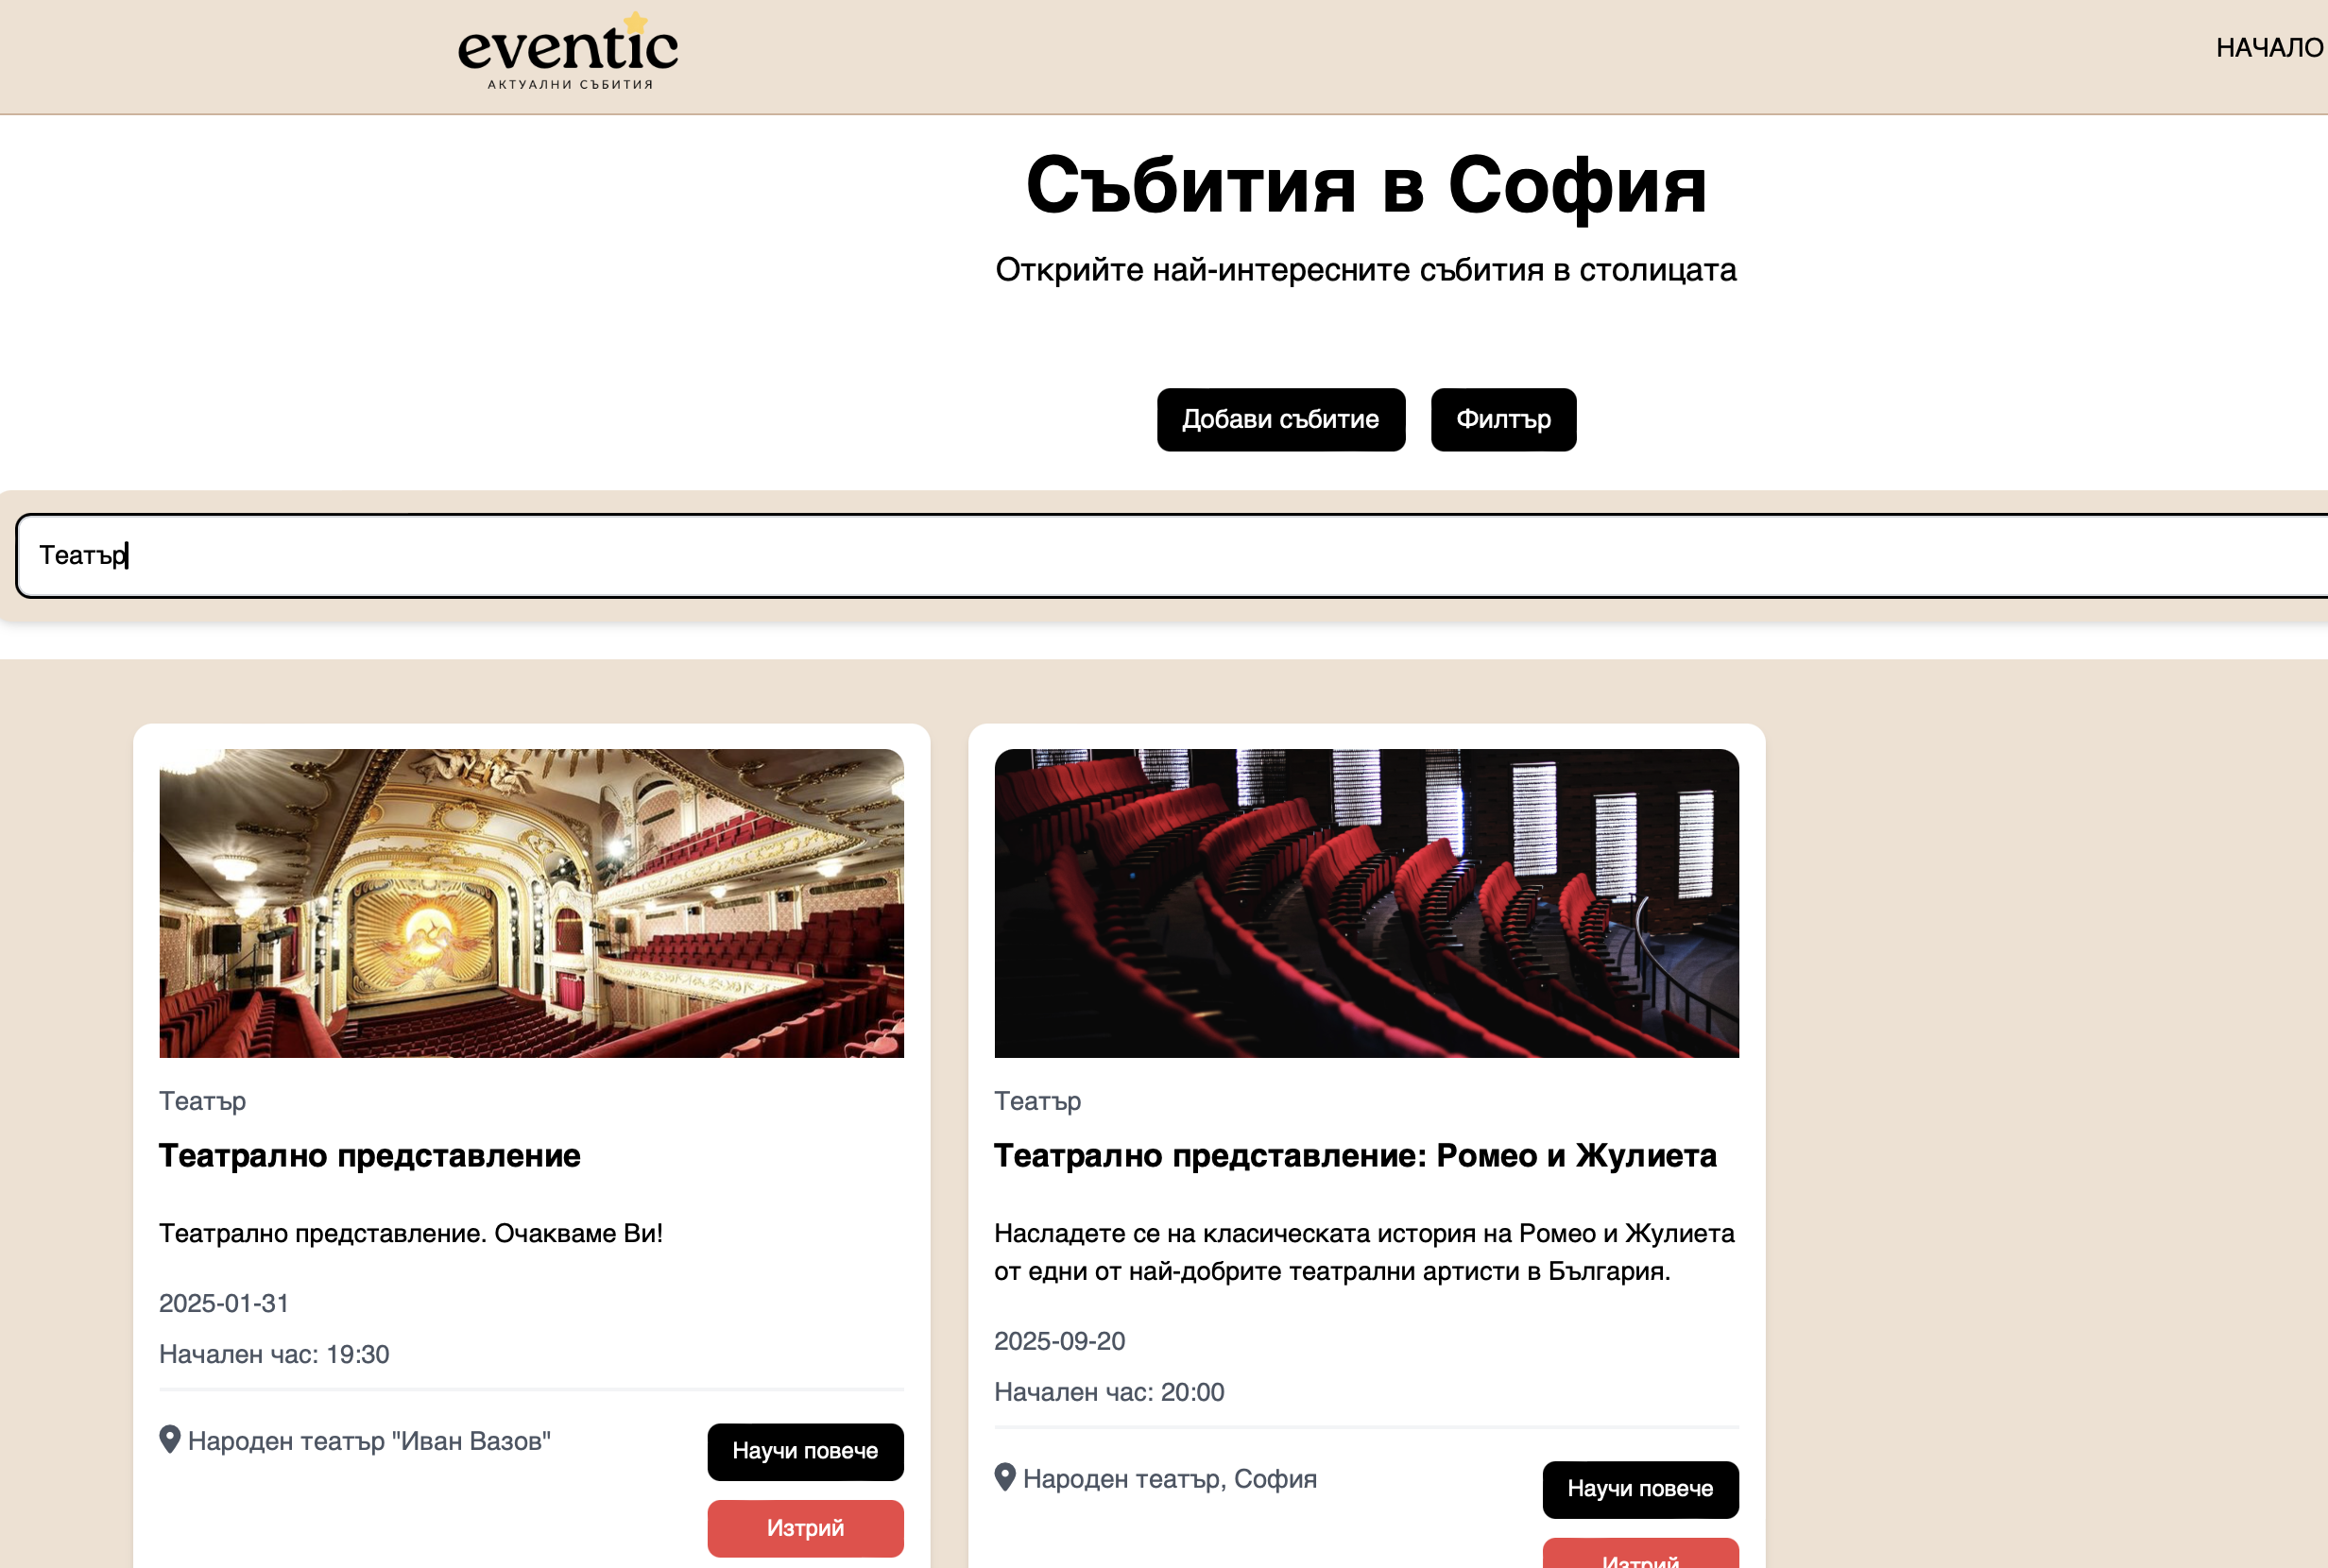 eventic
АКТУАЛНИ СЪБИТИЯ
НАЧАЛО
Събития в София
Открийте най-интересните събития в столицата
Добави събитие
Филтър
Театър
Театър
Театрално представление
Театрално представление. Очакваме Ви!
2025-01-31
Начален час: 19:30
Народен театър "Иван Вазов"
Научи повече
Изтрий
Театър
Театрално представление: Ромео и Жулиета
Насладете се на класическата история на Ромео и Жулиета
от едни от най-добрите театрални артисти в България.
2025-09-20
Начален час: 20:00
Народен театър, София
Научи повече
Изтрий